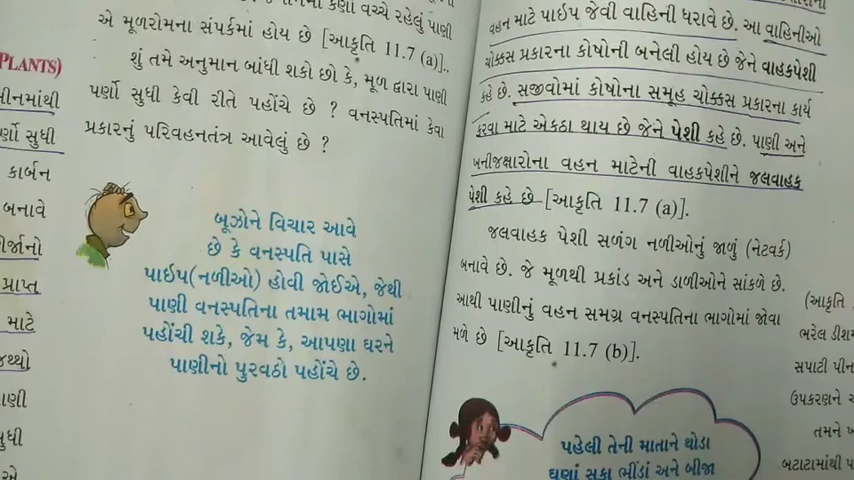 PLANTS)
ર્ણો સુધી
કાર્બન
બનાવે
પ્રાપ્ત
માટે
કણો વચ્ચે રહેલું પાણી
એ મૂળરોમના સંપર્કમાં હોય છે [આકૃતિ 11.7 (a)]..
શું તમે અનુમાન બાંધી શકો છો કે, મૂળ દ્વારા પાણી
પર્ણો સુધી કેવી રીતે પહોંચે છે ? વનસ્પતિમાં કેવા
પ્રકારનું પરિવહનતંત્ર આવેલું છે ?
બૂઝોને વિચાર આવે
છે કે વનસ્પતિ પાસે
પાઇપ(નળીઓ) હોવી જોઈએ, જેથી
પાણી વનસ્પતિના તમામ ભાગોમાં
પહોંચી શકે, જેમ કે, આપણા ઘરને
પાણીનો પુરવઠો પહોંચે છે.
વહન માટે પાઇપ જેવી વાહિની ધરાવે છે. આ વાહિનીઓ
ચોક્કસ પ્રકારના કોષોની બનેલી હોય છે જેને વાહકપેશી
કહે છે. સજીવોમાં કોષોના સમૂહ ચોક્કસ પ્રકારના કાર્ય
કરવા માટે એકઠા થાય છે જેને પેશી કહે છે. પાણી અને
ખનીજક્ષારોના વહન માટેની વાહકપેશીને જલવાહક
પેશી કહે છે [આકૃતિ 11.7 (a)].
જલવાહક પેશી સળંગ નળીઓનું જાળું (નેટવર્ક)
બનાવે છે. જે મૂળથી પ્રકાંડ અને ડાળીઓને સાંકળે છે.
આથી પાણીનું વહન સમગ્ર વનસ્પતિના ભાગોમાં જોવા
મળે છે [આકૃતિ 11.7 (b)].
પહેલી તેની માતાને થોડા
ઘણાં સૂકા ભીંડાં અને બીજા
(આકૃતિ
ભરેલ ડીશમ
સપાટી પીન
ઉપકરણને
તમને
બટાટામાંથી